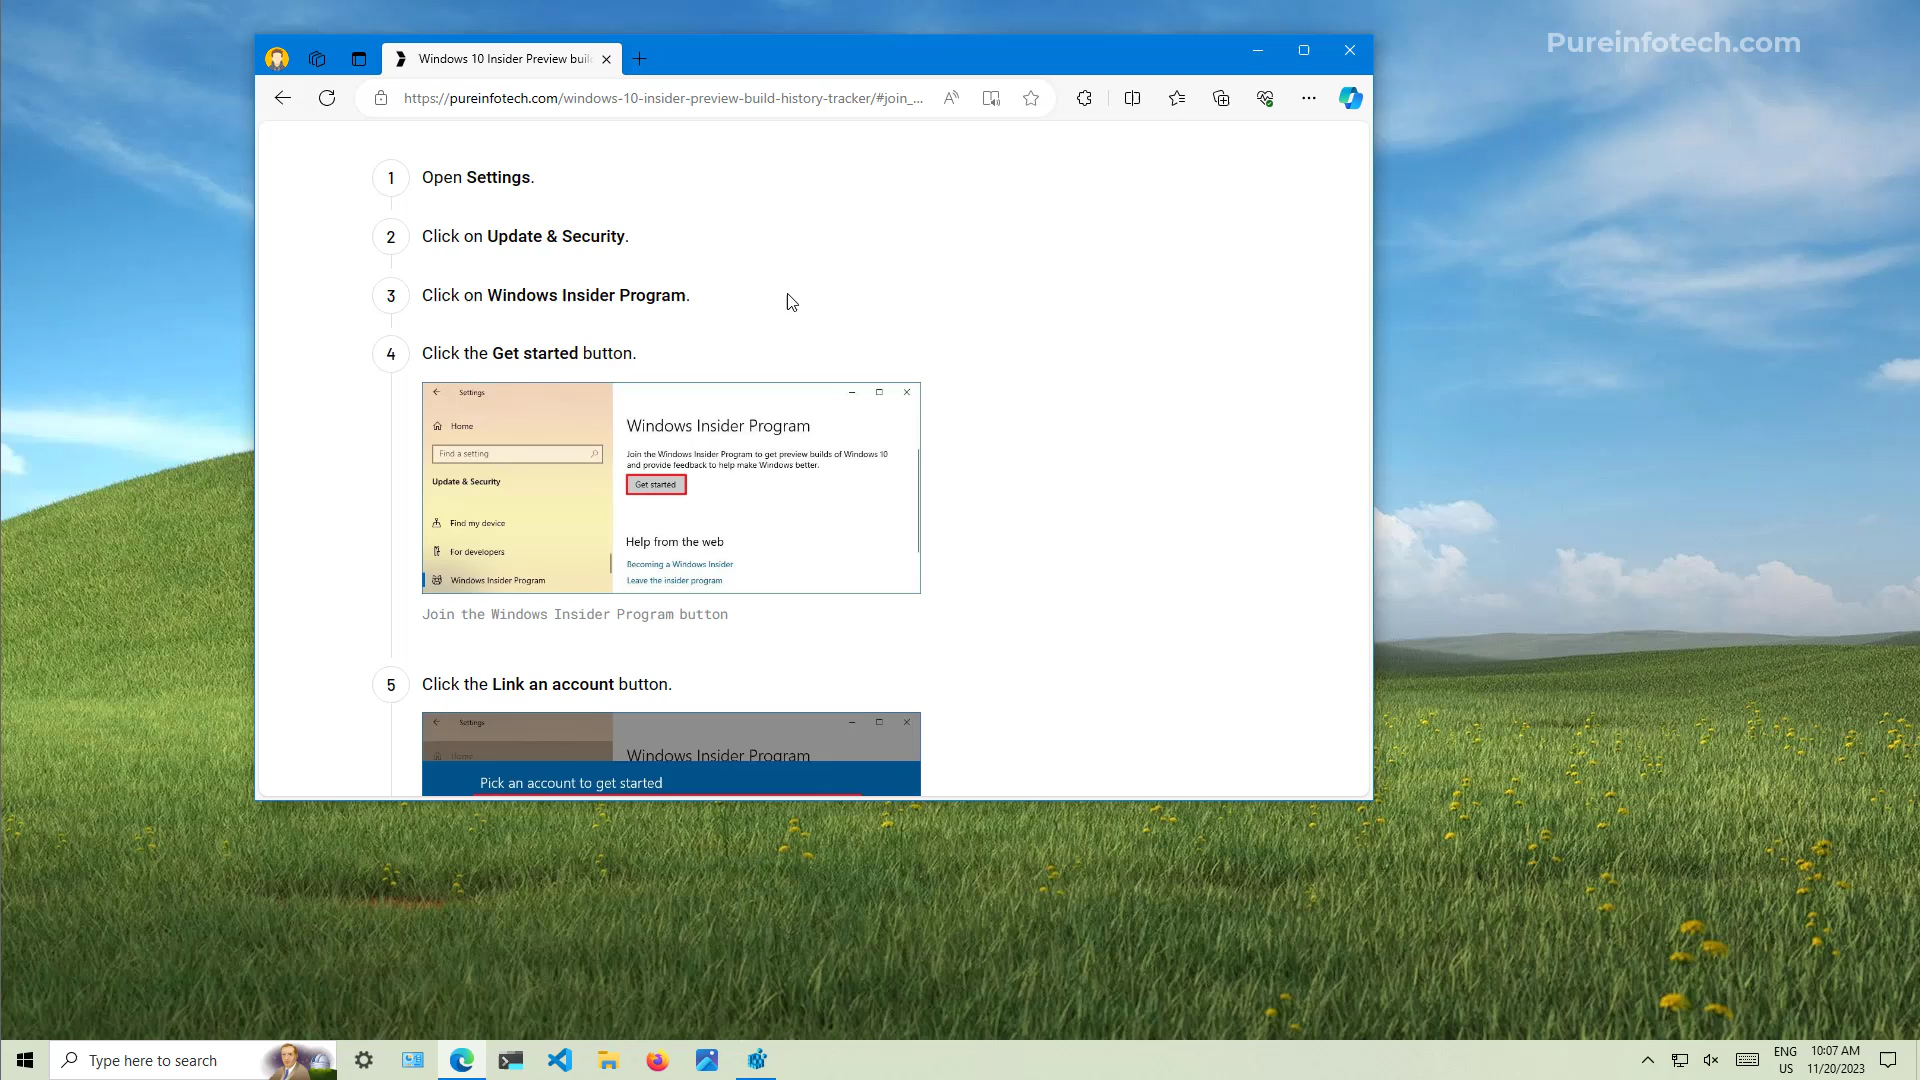 Pureinfotech.com
Windows 10 Insider Preview buil
https://pureinfotech.com/windows-10-insider-preview-build-history-tracker/#join_...
1 Open Settings.
2 Click on Update & Security.
3 Click on Windows Insider Program.
4 Click the Get started button.
Settings
Home
Find a setting
Update & Security
Find my device
For developers
Windows Insider Program
Windows Insider Program
Join the Windows Insider Program to get preview builds of Windows 10
and provide feedback to help make Windows better.
Get started
Help from the web
Becoming a Windows Insider
Leave the insider program
Join the Windows Insider Program button
5 Click the Link an account button.
Settings
Home
Windows Insider Program
Pick an account to get started
Type here to search
ENG
US
10:07 AM
11/20/2023